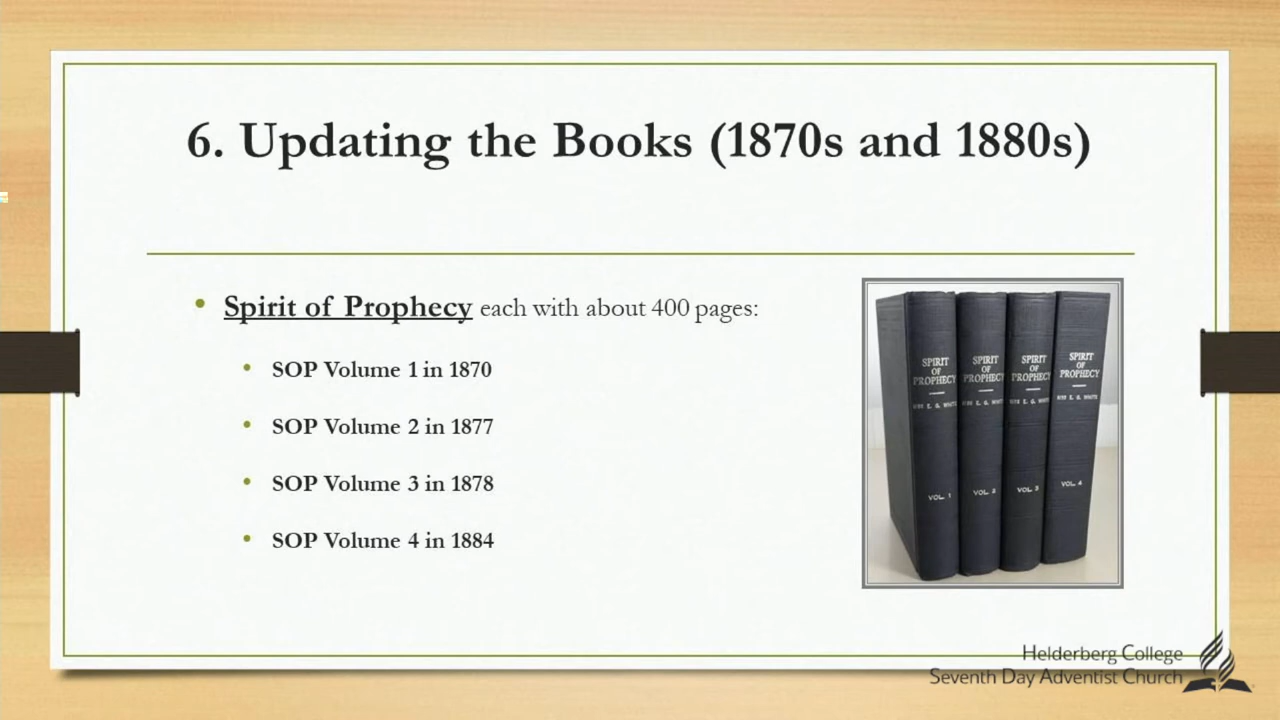 6. Updating the Books (1870s and 1880s)
• Spirit of Prophecy each with about 400 pages:
• SOP Volume 1 in 1870
• SOP Volume 2 in 1877
• SOP Volume 3 in 1878
• SOP Volume 4 in 1884
SPIRIT
OF
PROPHECY
VOL. 1
SPIRIT
OF
PROPHECY
VOL. 2
SPIRIT
OF
PROPHECY
VOL. 3
SPIRIT
OF
PROPHECY
VOL. 4
Helderberg College
Seventh Day Adventist Church